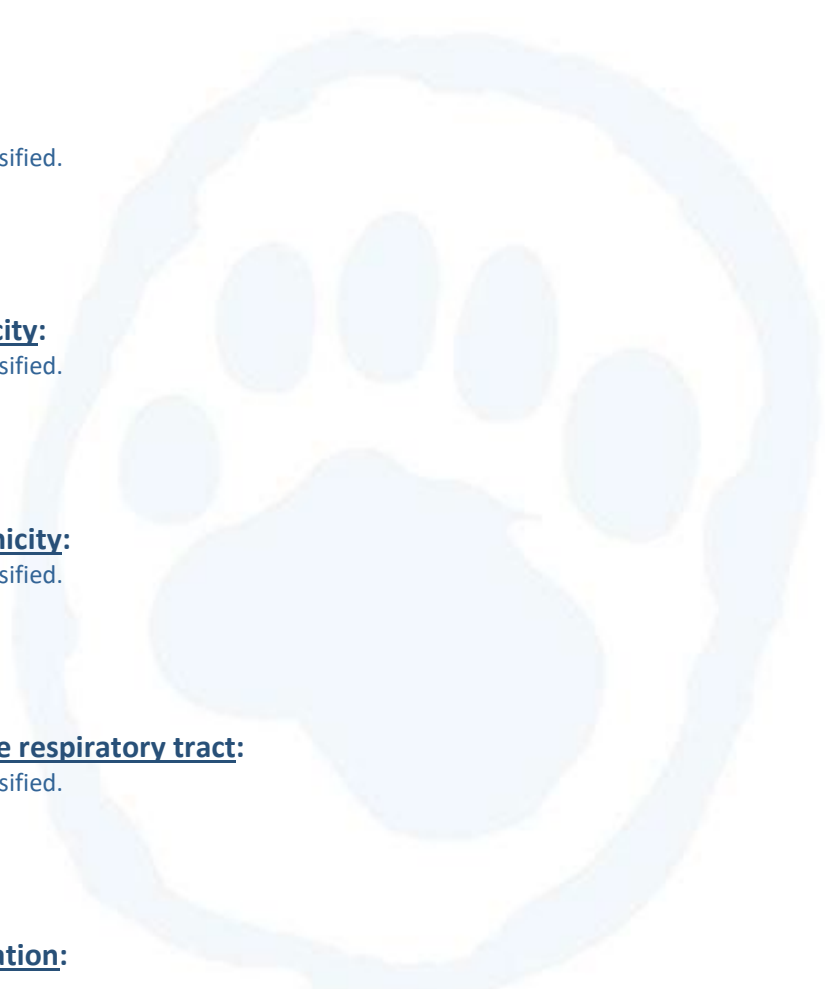 sified.
city:
sified.
nicity:
sified.
e respiratory tract:
sified.
ation: